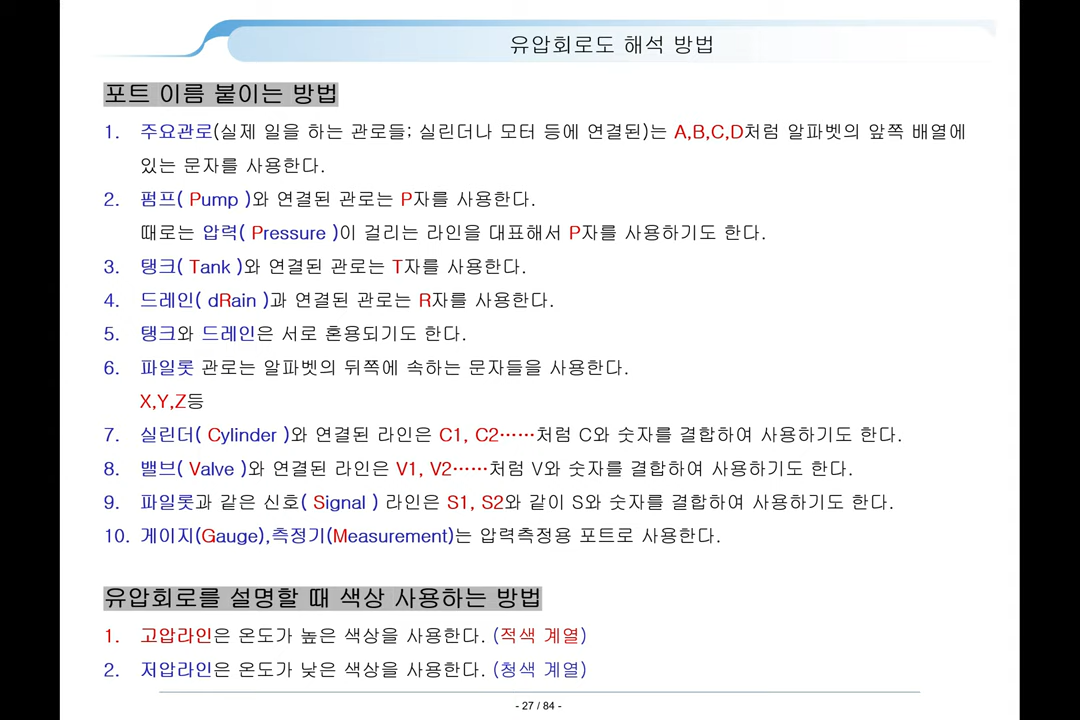 유압회로도 해석 방법
포트 이름 붙이는 방법
1. 주요관로(실제 일을 하는 관로들; 실린더나 모터 등에 연결된)는 A,B,C,D처럼 알파벳의 앞쪽 배열에
있는 문자를 사용한다.
2. 펌프( Pump )와 연결된 관로는 P자를 사용한다.
때로는 압력( Pressure )이 걸리는 라인을 대표해서 P자를 사용하기도 한다.
3. 탱크( Tank )와 연결된 관로는 T자를 사용한다.
4. 드레인( dRain )과 연결된 관로는 R자를 사용한다.
5. 탱크와 드레인은 서로 혼용되기도 한다.
6. 파일롯 관로는 알파벳의 뒤쪽에 속하는 문자들을 사용한다.
X,Y,Z등
7. 실린더( Cylinder )와 연결된 라인은 C1, C2……처럼 C와 숫자를 결합하여 사용하기도 한다.
8. 밸브( Valve )와 연결된 라인은 V1, V2……처럼 V와 숫자를 결합하여 사용하기도 한다.
9. 파일롯과 같은 신호( Signal ) 라인은 S1, S2와 같이 S와 숫자를 결합하여 사용하기도 한다.
10. 게이지(Gauge),측정기(Measurement)는 압력측정용 포트로 사용한다.
유압회로를 설명할 때 색상 사용하는 방법
1. 고압라인은 온도가 높은 색상을 사용한다. (적색 계열)
2. 저압라인은 온도가 낮은 색상을 사용한다. (청색 계열)
- 27 / 84 -